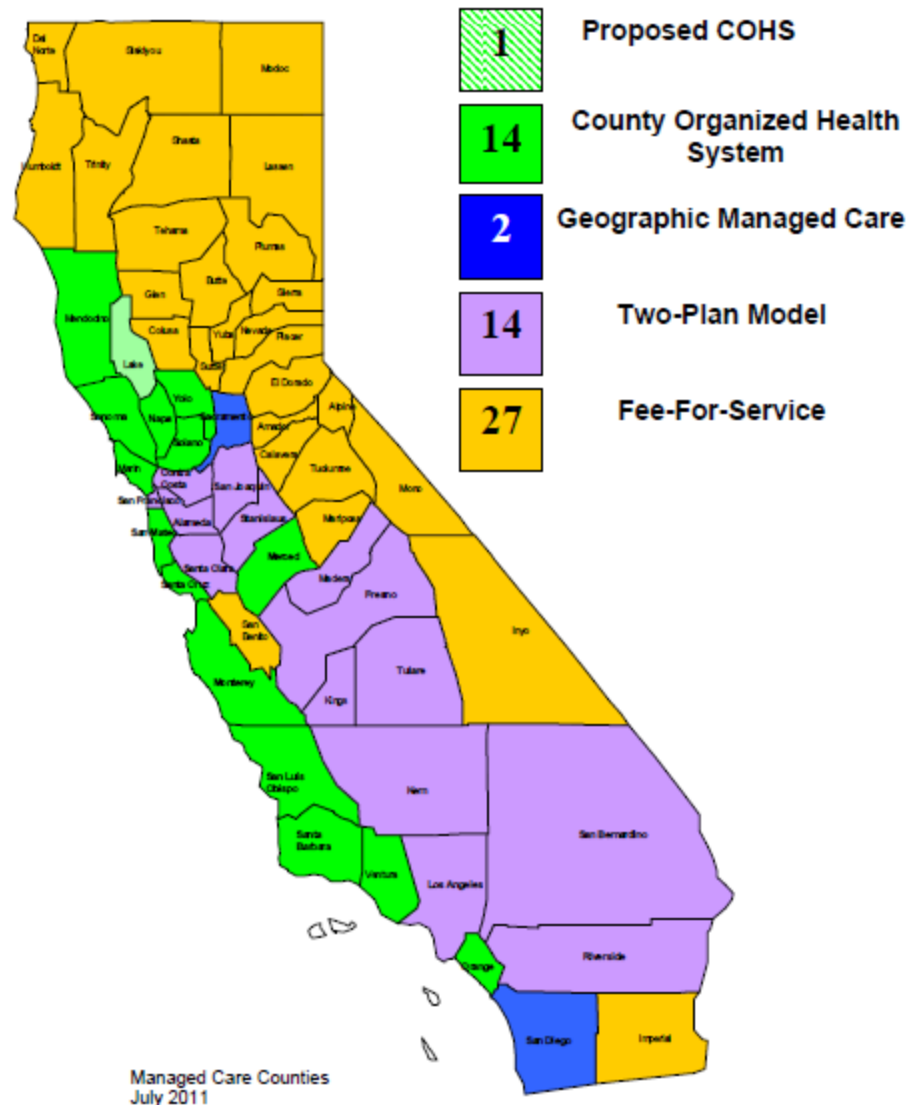 1
Proposed COHS
14
County Organized Health
System
2
Geographic Managed Care
14
Two-Plan Model
27
Fee-For-Service
Del
Norte
Siskiyou
Modoc
Humboldt
Trinity
Shasta
Lassen
Tehama
Plumas
Butte
Glen
Sierra
Mendocino
Colusa
Yuba
Nevada
Placer
Sutter
Lake
El Dorado
Yolo
Sonoma
Napa
Sacramento
Alpine
Solano
Amador
Calavera
Marin
Contra
Costa
San Joaquin
Tuolumne
Mono
San Francisco
Alameda
Stanislaus
Mariposa
San Mateo
Santa Clara
Merced
Madera
Santa Cruz
Fresno
San
Benito
Inyo
Monterey
Kings
Tulare
San Luis
Obispo
Kern
San Bernardino
Santa
Barbara
Ventura
Los Angeles
Orange
Riverside
San Diego
Imperial
Managed Care Counties
July 2011